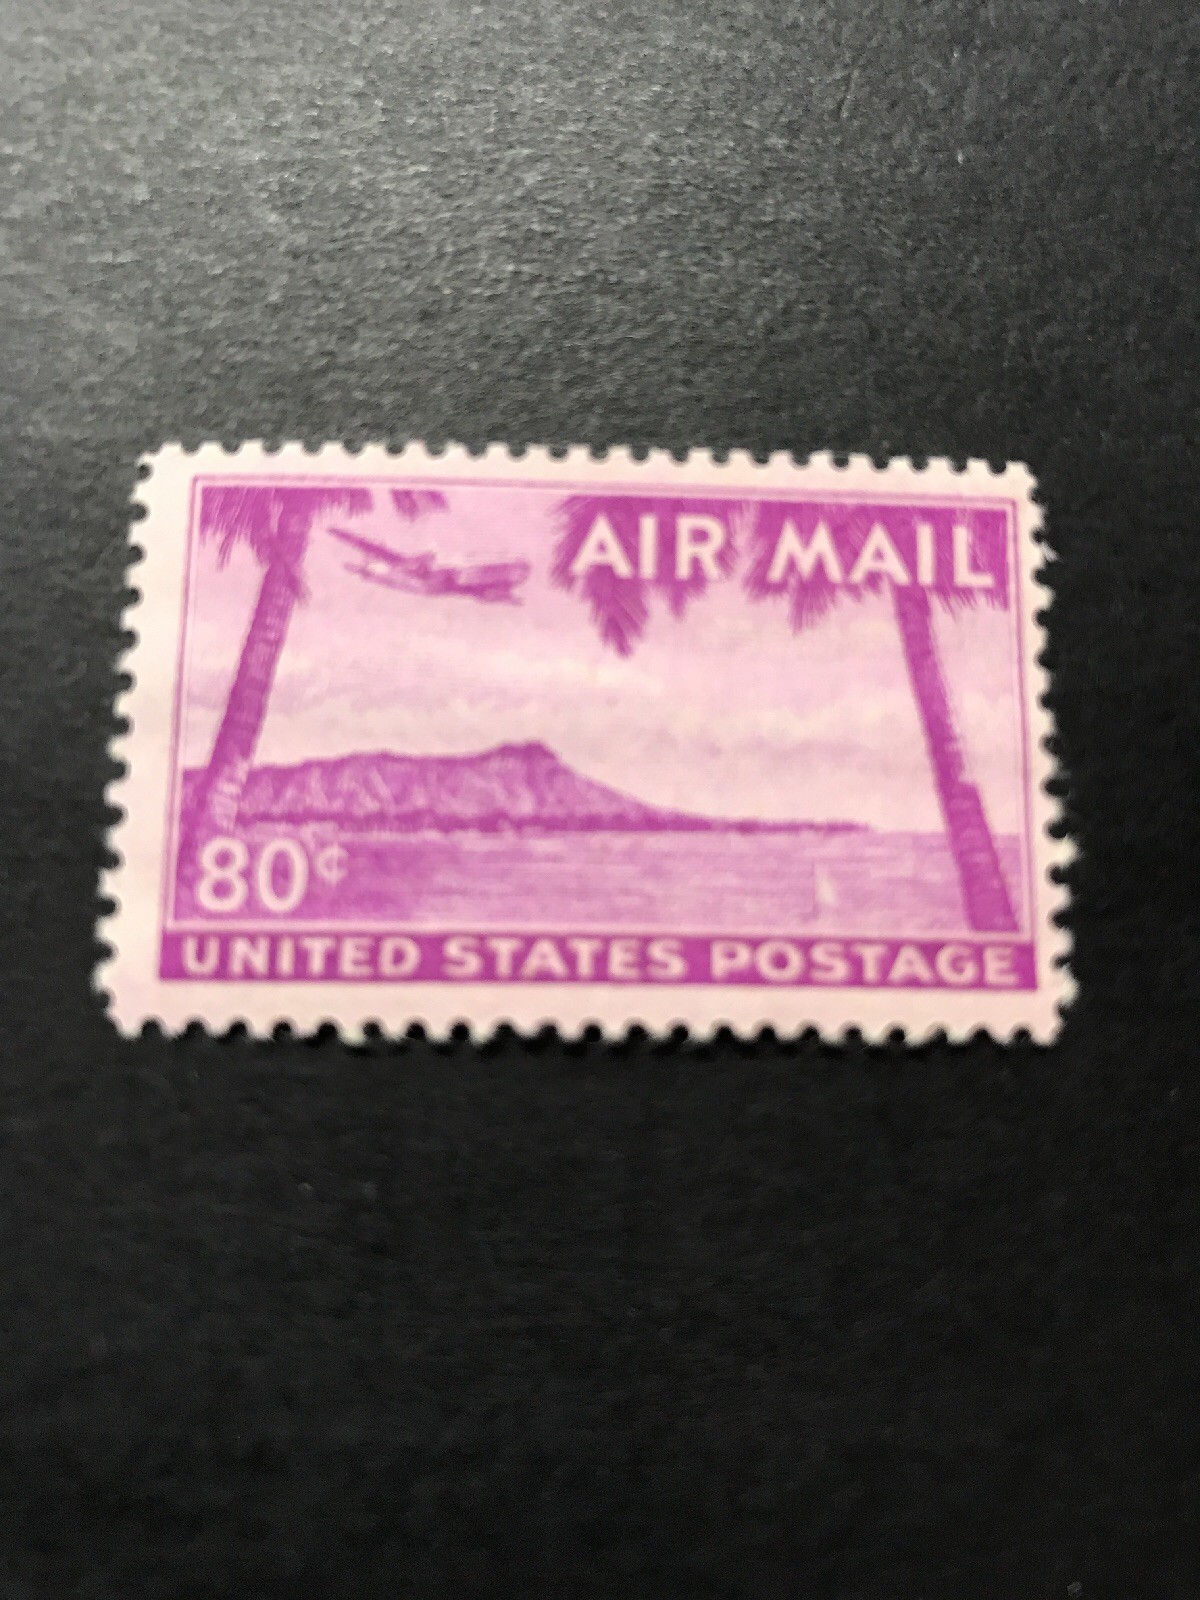 AIR MAIL
80¢
UNITED STATES POSTAGE